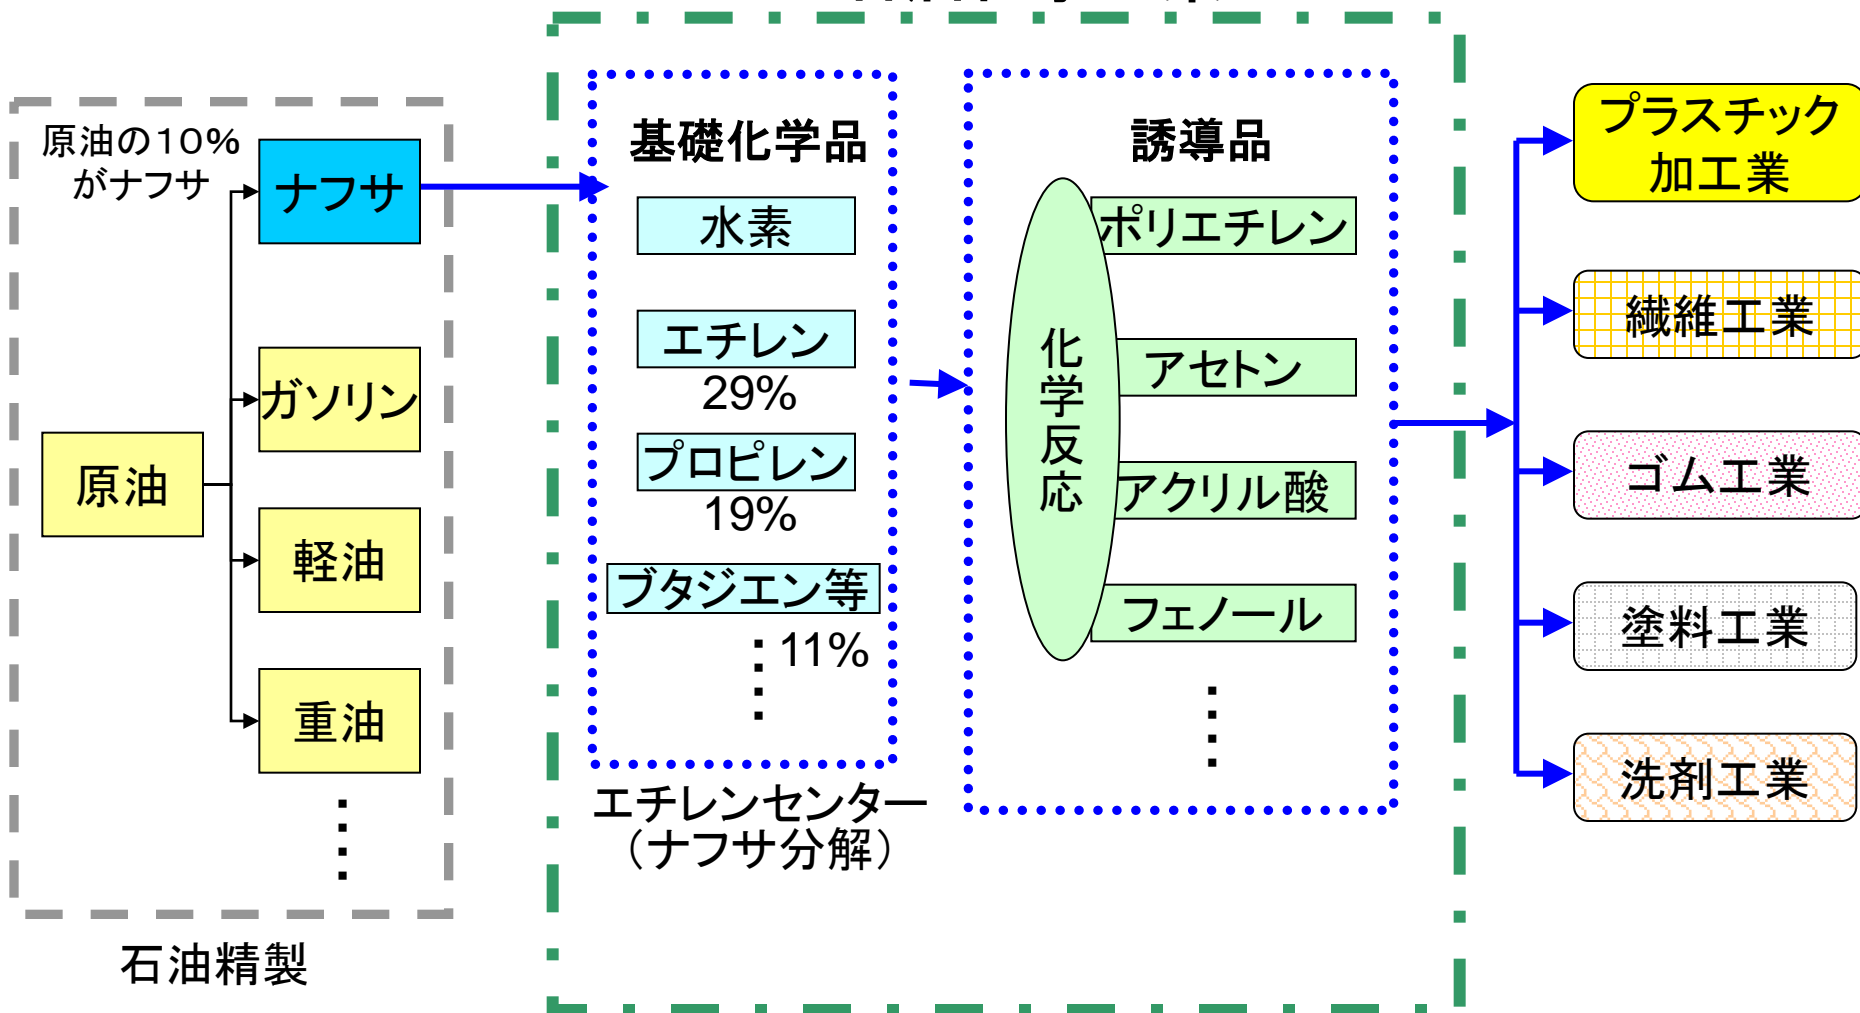 原油の10%
がナフサ
ナフサ
ガソリン
原油
軽油
重油
石油精製
基礎化学品
水素
エチレン
29%
プロピレン
19%
ブタジエン等
11%
エチレンセンター
(ナフサ分解)
誘導品
化学反応
ポリエチレン
アセトン
アクリル酸
フェノール
プラスチック
加工業
繊維工業
ゴム工業
塗料工業
洗剤工業